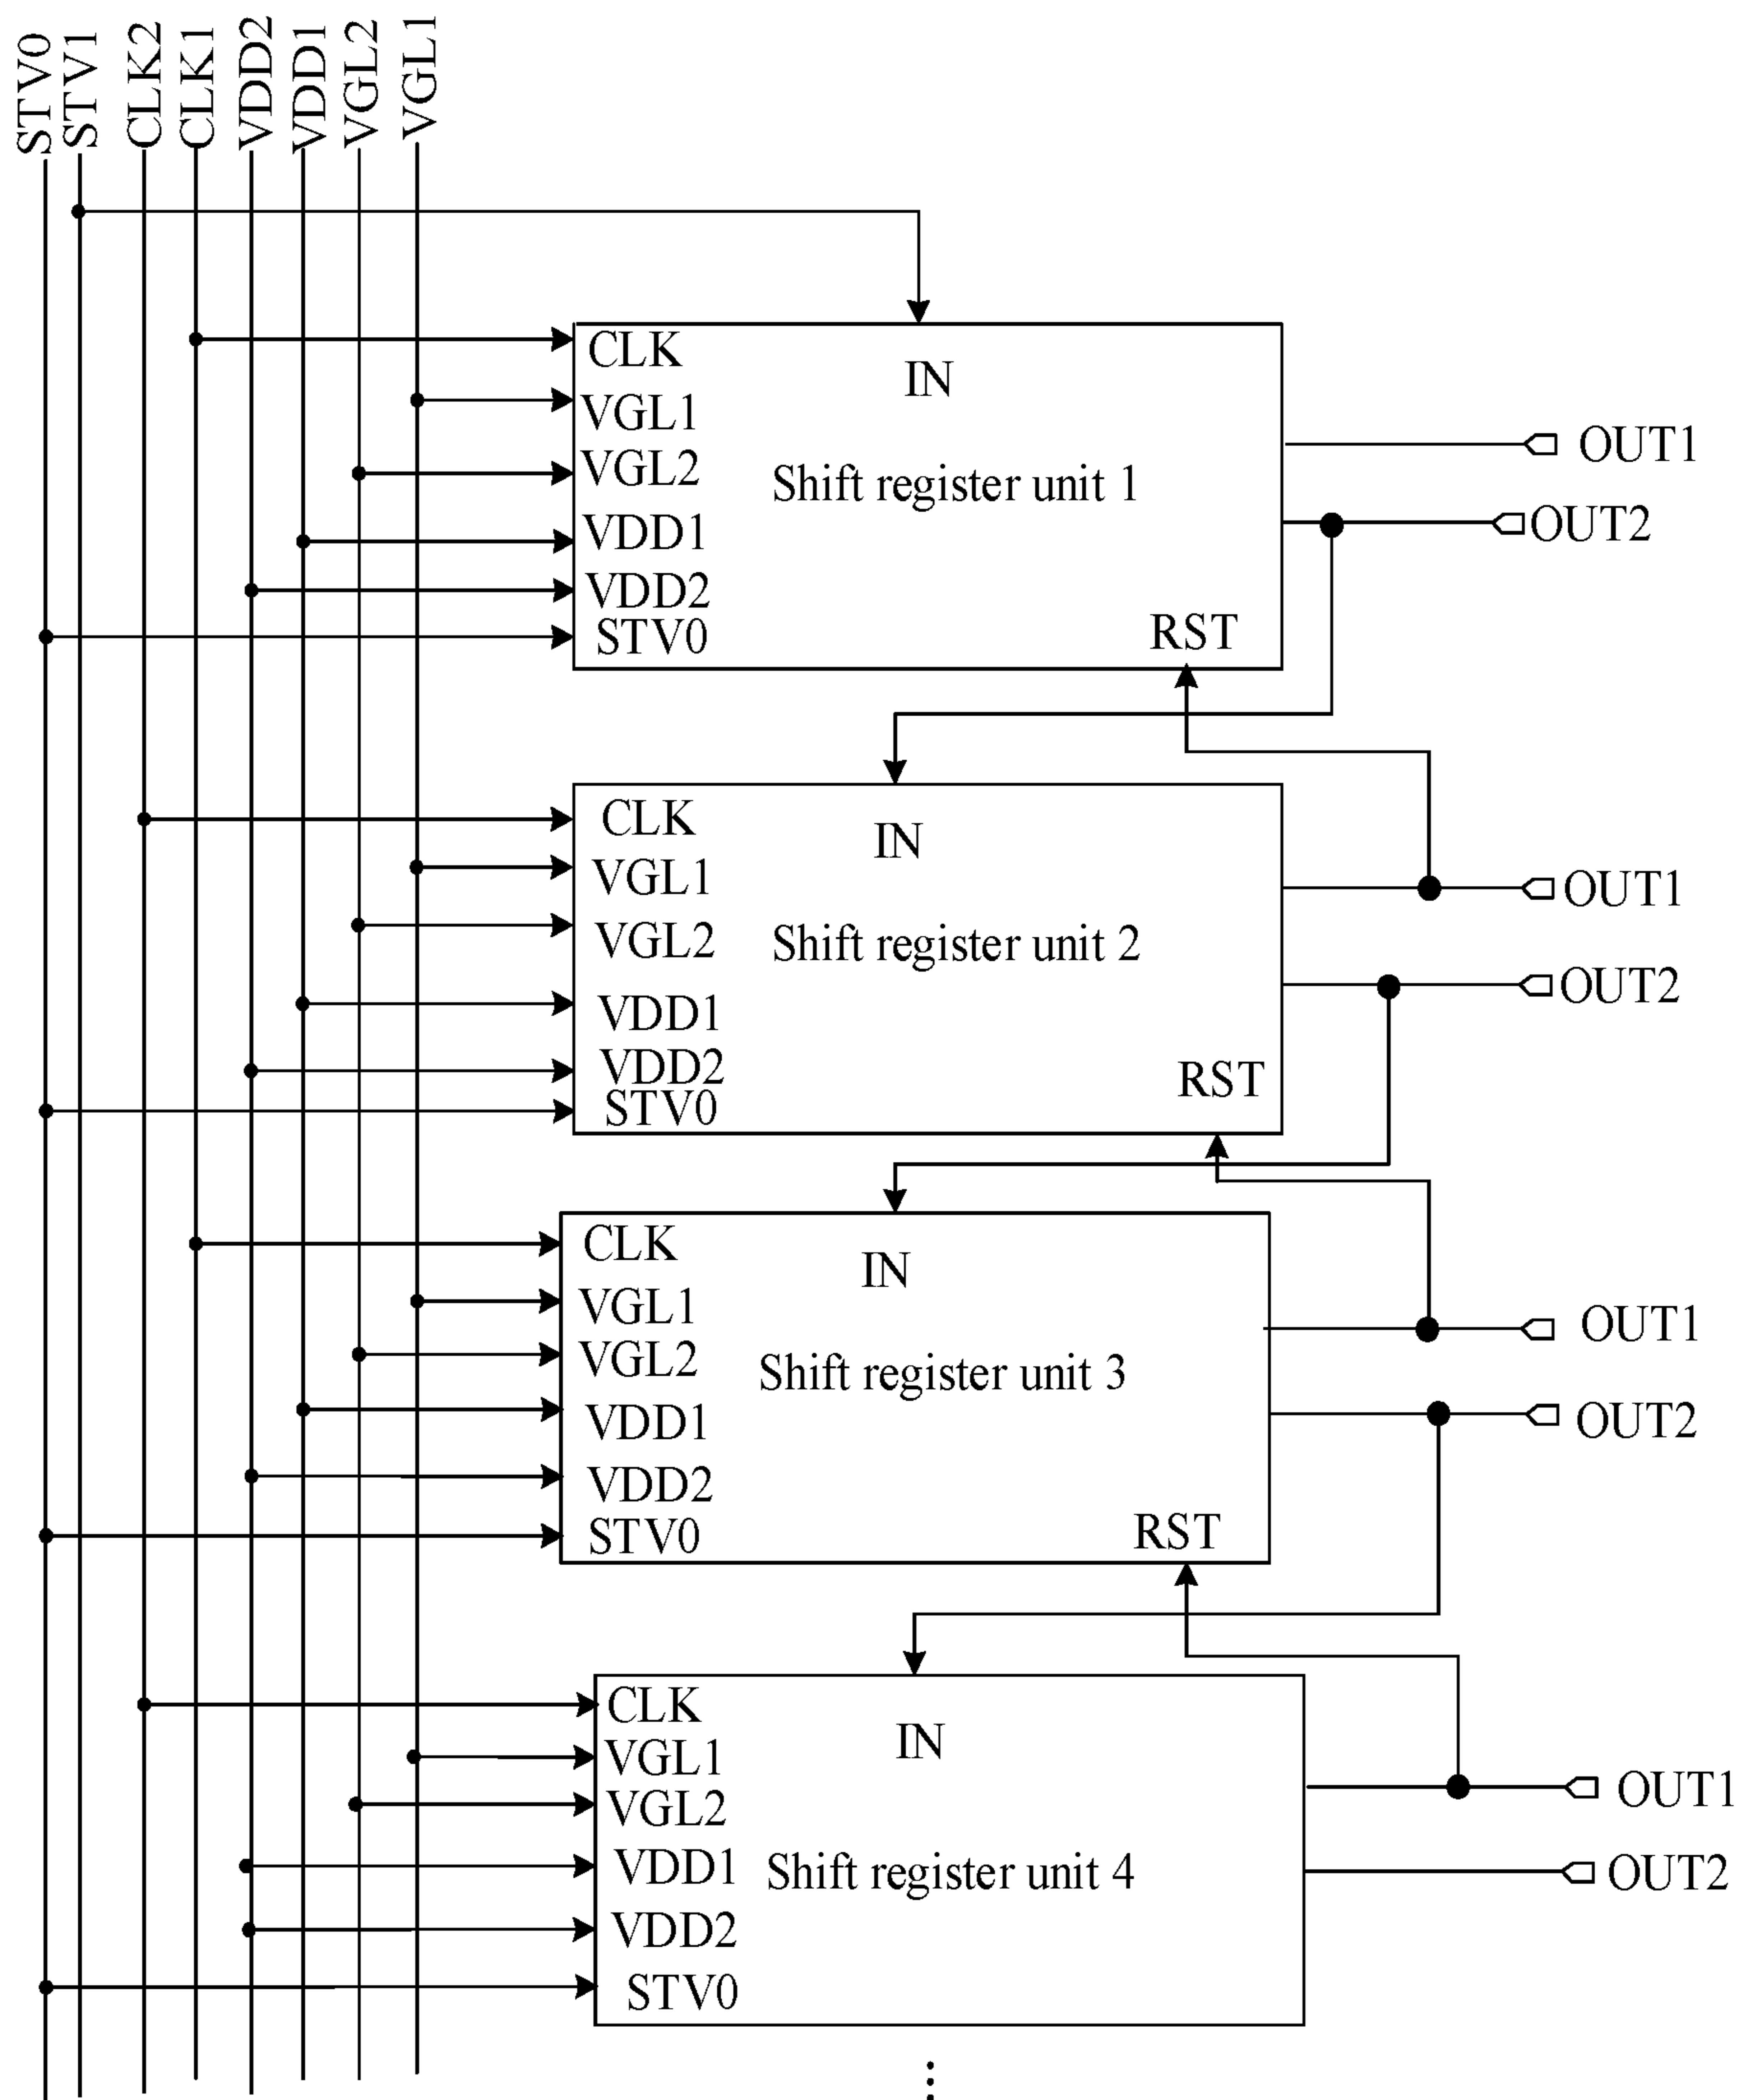 STV0
STV1
CLK2
CLK1
VDD2
VDD1
VGL2
VGL1
CLK
IN
VGL1
VGL2
Shift register unit 1
VDD1
VDD2
STV0
RST
OUT1
OUT2
CLK
IN
VGL1
VGL2
Shift register unit 2
VDD1
VDD2
STV0
RST
OUT1
OUT2
CLK
IN
VGL1
VGL2
Shift register unit 3
VDD1
VDD2
STV0
RST
OUT1
OUT2
CLK
IN
VGL1
VGL2
VDD1
Shift register unit 4
VDD2
STV0
OUT1
OUT2